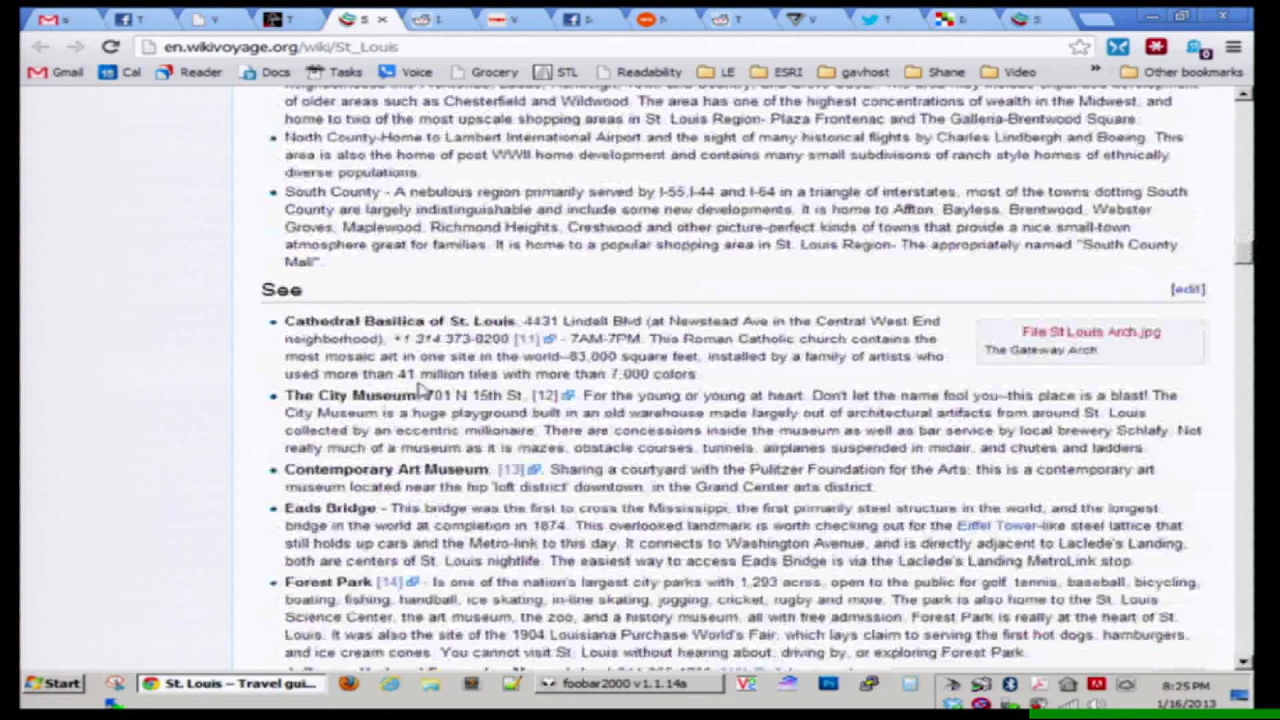 S
T
V
T
S
L
V
N
T
V
T
S
en.wikivoyage.org/wiki/St_Louis
Gmail
15 Cal
Reader
Docs
Tasks
Voice
Grocery
STL
Readability
LE
ESRI
gavhost
Shane
Video
»
Other bookmarks
of older areas such as Chesterfield and Wildwood. The area has one of the highest concentrations of wealth in the Midwest, and
home to two of the most upscale shopping areas in St. Louis Region- Plaza Frontenac and The Galleria-Brentwood Square.
• North County-Home to Lambert International Airport and the sight of many historical flights by Charles Lindbergh and Boeing. This
area is also the home of post WWII home development and contains many small subdivisons of ranch style homes of ethnically
diverse populations.
• South County - A nebulous region primarily served by I-55,I-44 and I-64 in a triangle of interstates, most of the towns dotting South
County are largely indistinguishable and include some new developments. It is home to Affton, Bayless, Brentwood, Webster
Groves, Maplewood, Richmond Heights, Crestwood and other picture-perfect kinds of towns that provide a nice small-town
atmosphere great for families. It is home to a popular shopping area in St. Louis Region- The appropriately named "South County
Mall".
See
[edit]
• Cathedral Basilica of St. Louis, 4431 Lindell Blvd (at Newstead Ave in the Central West End
neighborhood), +1 314 373-8200 [11] - 7AM-7PM. This Roman Catholic church contains the
most mosaic art in one site in the world--83,000 square feet, installed by a family of artists who
used more than 41 million tiles with more than 7,000 colors.
File:St Louis Arch.jpg
The Gateway Arch
• The City Museum 701 N 15th St. [12] For the young or young at heart. Don't let the name fool you--this place is a blast! The
City Museum is a huge playground built in an old warehouse made largely out of architectural artifacts from around St. Louis
collected by an eccentric millionaire. There are concessions inside the museum as well as bar service by local brewery Schlafly. Not
really much of a museum as it is mazes, obstacle courses, tunnels, airplanes suspended in midair, and chutes and ladders.
• Contemporary Art Museum, [13]. Sharing a courtyard with the Pulitzer Foundation for the Arts, this is a contemporary art
museum located near the hip 'loft district' downtown, in the Grand Center arts district.
• Eads Bridge - This bridge was the first to cross the Mississippi, the first primarily steel structure in the world, and the longest
bridge in the world at completion in 1874. This overlooked landmark is worth checking out for the Eiffel Tower-like steel lattice that
still holds up cars and the Metro-link to this day. It connects to Washington Avenue, and is directly adjacent to Laclede's Landing,
both are centers of St. Louis nightlife. The easiest way to access Eads Bridge is via the Laclede's Landing MetroLink stop.
• Forest Park [14] - Is one of the nation's largest city parks with 1,293 acres, open to the public for golf, tennis, baseball, bicycling,
boating, fishing, handball, ice skating, in-line skating, jogging, cricket, rugby and more. The park is also home to the St. Louis
Science Center, the art museum, the zoo, and a history museum, all with free admission. Forest Park is really at the heart of St.
Louis. It was also the site of the 1904 Louisiana Purchase World's Fair, which lays claim to serving the first hot dogs, hamburgers,
and ice cream cones. You cannot visit St. Louis without hearing about, driving by, or exploring Forest Park.
Start
St. Louis – Travel gui...
foobar2000 v1.1.14a
8:25 PM
1/16/2013